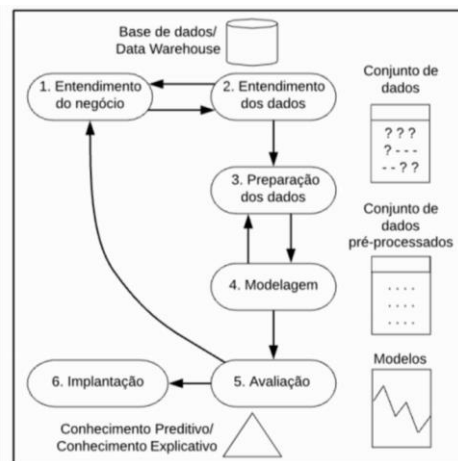 Base de dados/
Data Warehouse
1. Entendimento
do negócio
2. Entendimento
dos dados
Conjunto de
dados
? ? ?
? - - -
- - ? ?
3. Preparação
dos dados
Conjunto de
dados
pré-processados
. . . .
. . . .
. . . .
4. Modelagem
Modelos
6. Implantação
5. Avaliação
Conhecimento Preditivo/
Conhecimento Explicativo